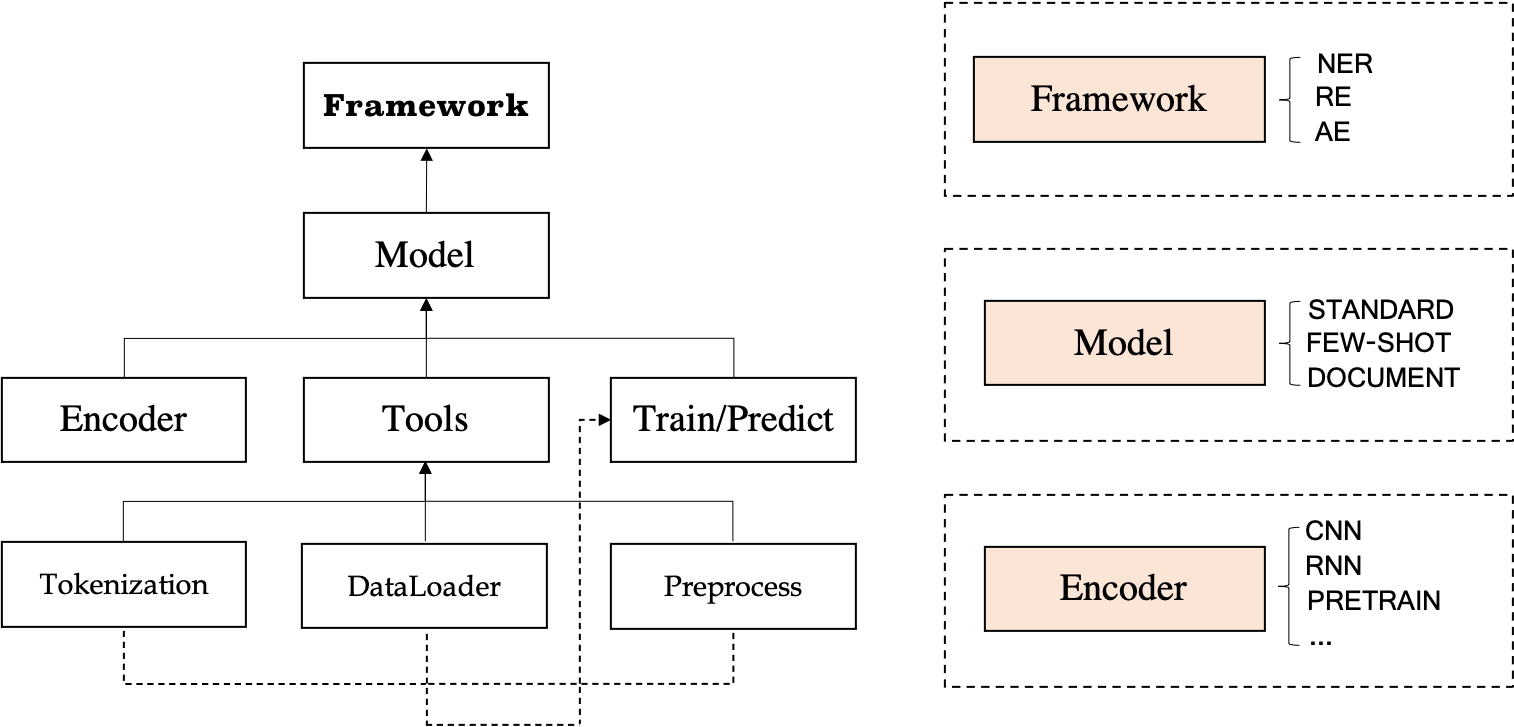 Framework
Model
Encoder
Tools
Train/Predict
Tokenization
DataLoader
Preprocess
Framework
NER
RE
AE
Model
STANDARD
FEW-SHOT
DOCUMENT
Encoder
CNN
RNN
PRETRAIN
...